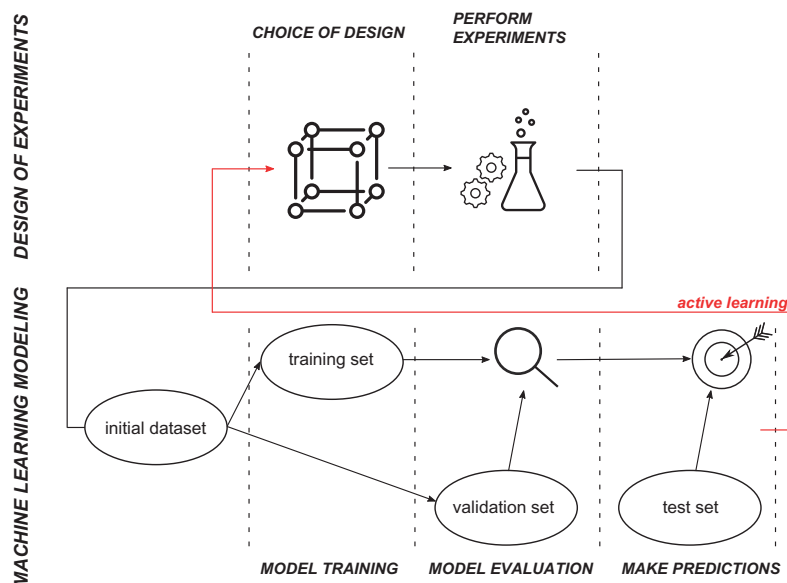 DESIGN OF EXPERIMENTS
CHOICE OF DESIGN
PERFORM
EXPERIMENTS
MACHINE LEARNING MODELING
active learning
training set
initial dataset
validation set
test set
MODEL TRAINING
MODEL EVALUATION
MAKE PREDICTIONS